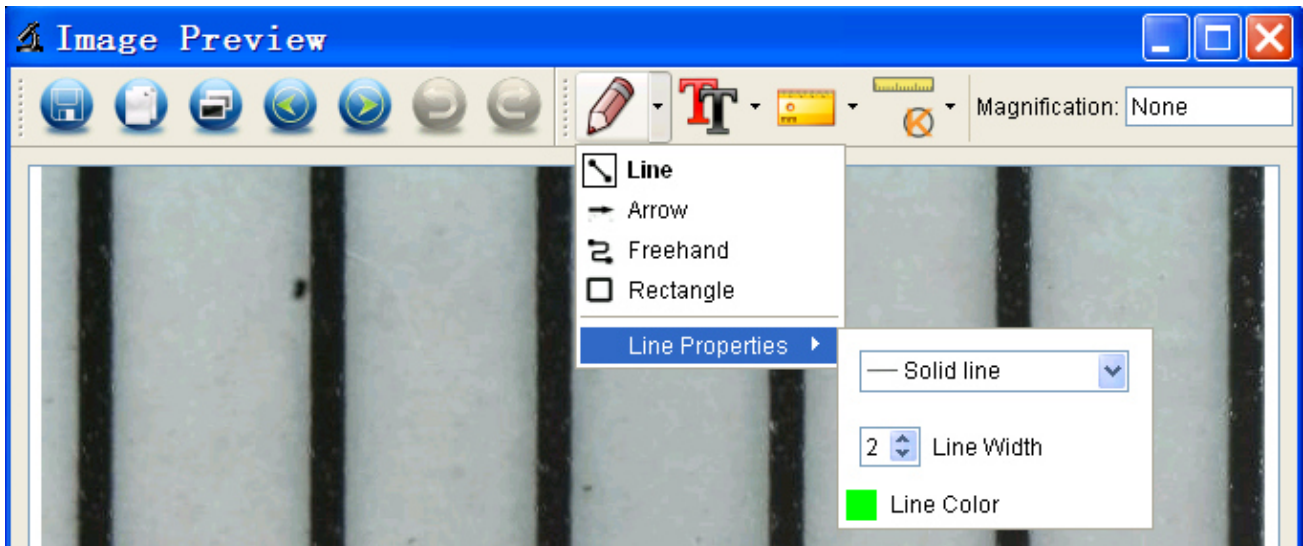 Image Preview
Magnification: None
Line
Arrow
Freehand
Rectangle
Line Properties
Solid line
2 Line Width
Line Color